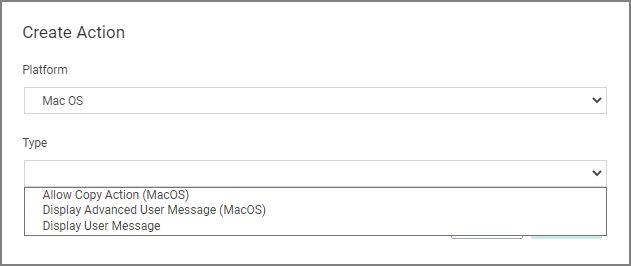 Create Action
Platform
Mac OS
Type
Allow Copy Action (MacOS)
Display Advanced User Message (MacOS)
Display User Message